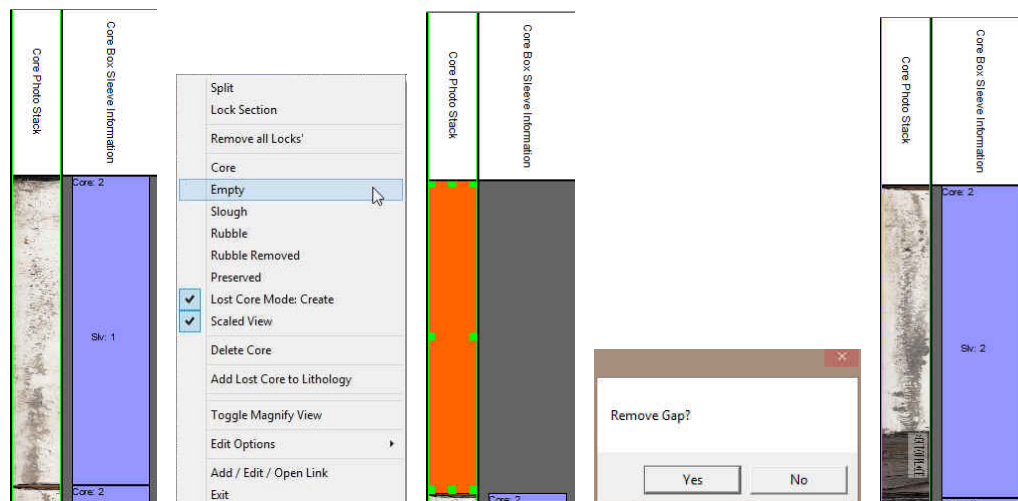 Core Photo Stack
Core Box Sleeve Information
Core: 2
Slv: 1
Core: 2
Split
Lock Section
Remove all Locks'
Core
Empty
Slough
Rubble
Rubble Removed
Preserved
Lost Core Mode: Create
Scaled View
Delete Core
Add Lost Core to Lithology
Toggle Magnify View
Edit Options
Add / Edit / Open Link
Exit
Core Photo Stack
Core Box Sleeve Information
Core: 2
Remove Gap?
Yes
No
Core Photo Stack
Core Box Sleeve Information
Core: 2
Slv: 2